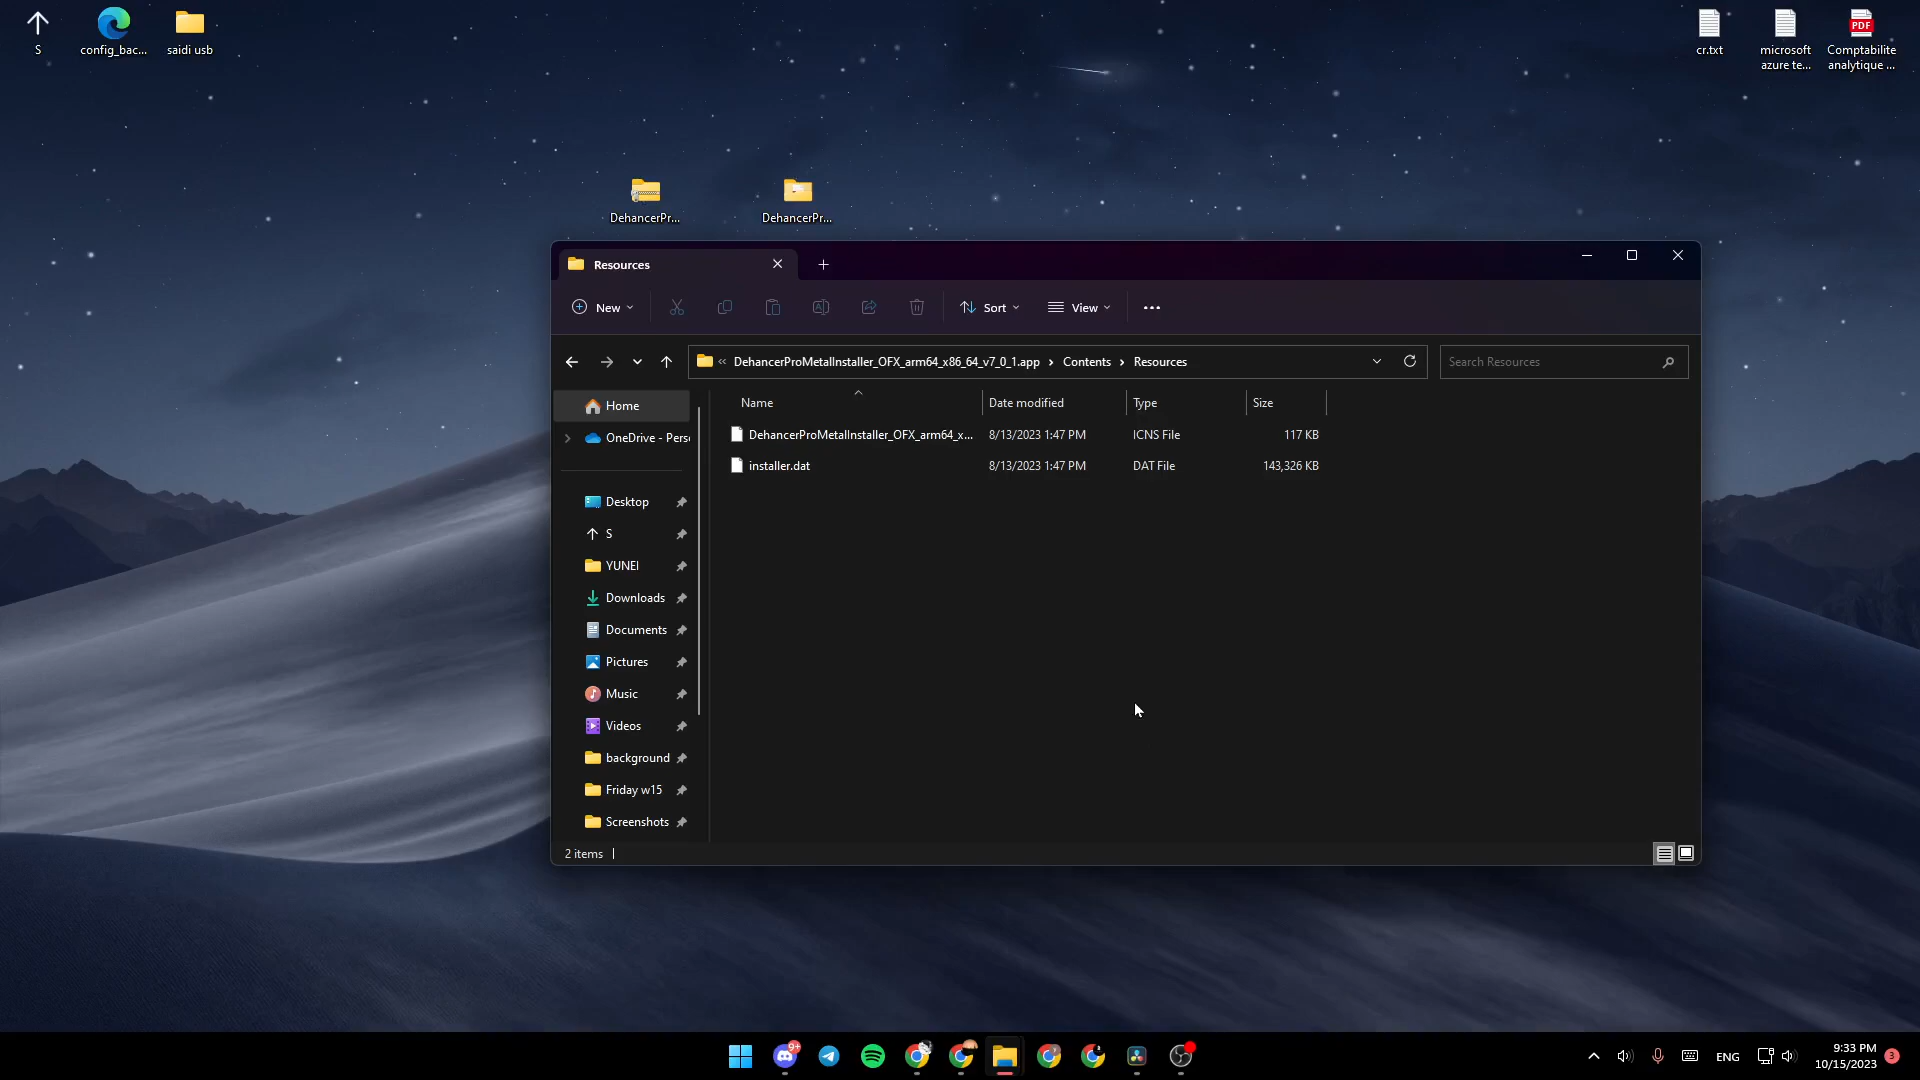 S
config_bac...
saidi usb
cr.txt
microsoft
azure te...
Comptabilite
analytique ...
DehancerPr...
DehancerPr...
Resources
New
Sort
View
DehancerProMetalInstaller_OFX_arm64_x86_64_v7_0_1.app
Contents
Resources
Search Resources
Name
Date modified
Type
Size
DehancerProMetalInstaller_OFX_arm64_x...
8/13/2023 1:47 PM
ICNS File
117 KB
installer.dat
8/13/2023 1:47 PM
DAT File
143,326 KB
Home
OneDrive - Pers
Desktop
S
YUNEI
Downloads
Documents
Pictures
Music
Videos
background
Friday w15
Screenshots
2 items
9+
ENG
9:33 PM
10/15/2023
3